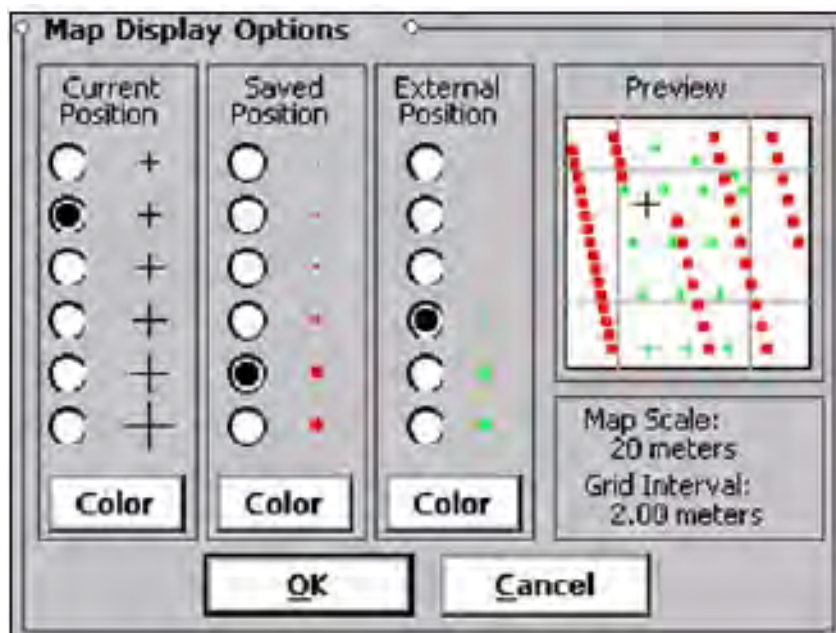 Map Display Options
Current
Position
Saved
Position
External
Position
Color
Color
Color
Preview
Map Scale:
20 meters
Grid Interval:
2.00 meters
OK
Cancel